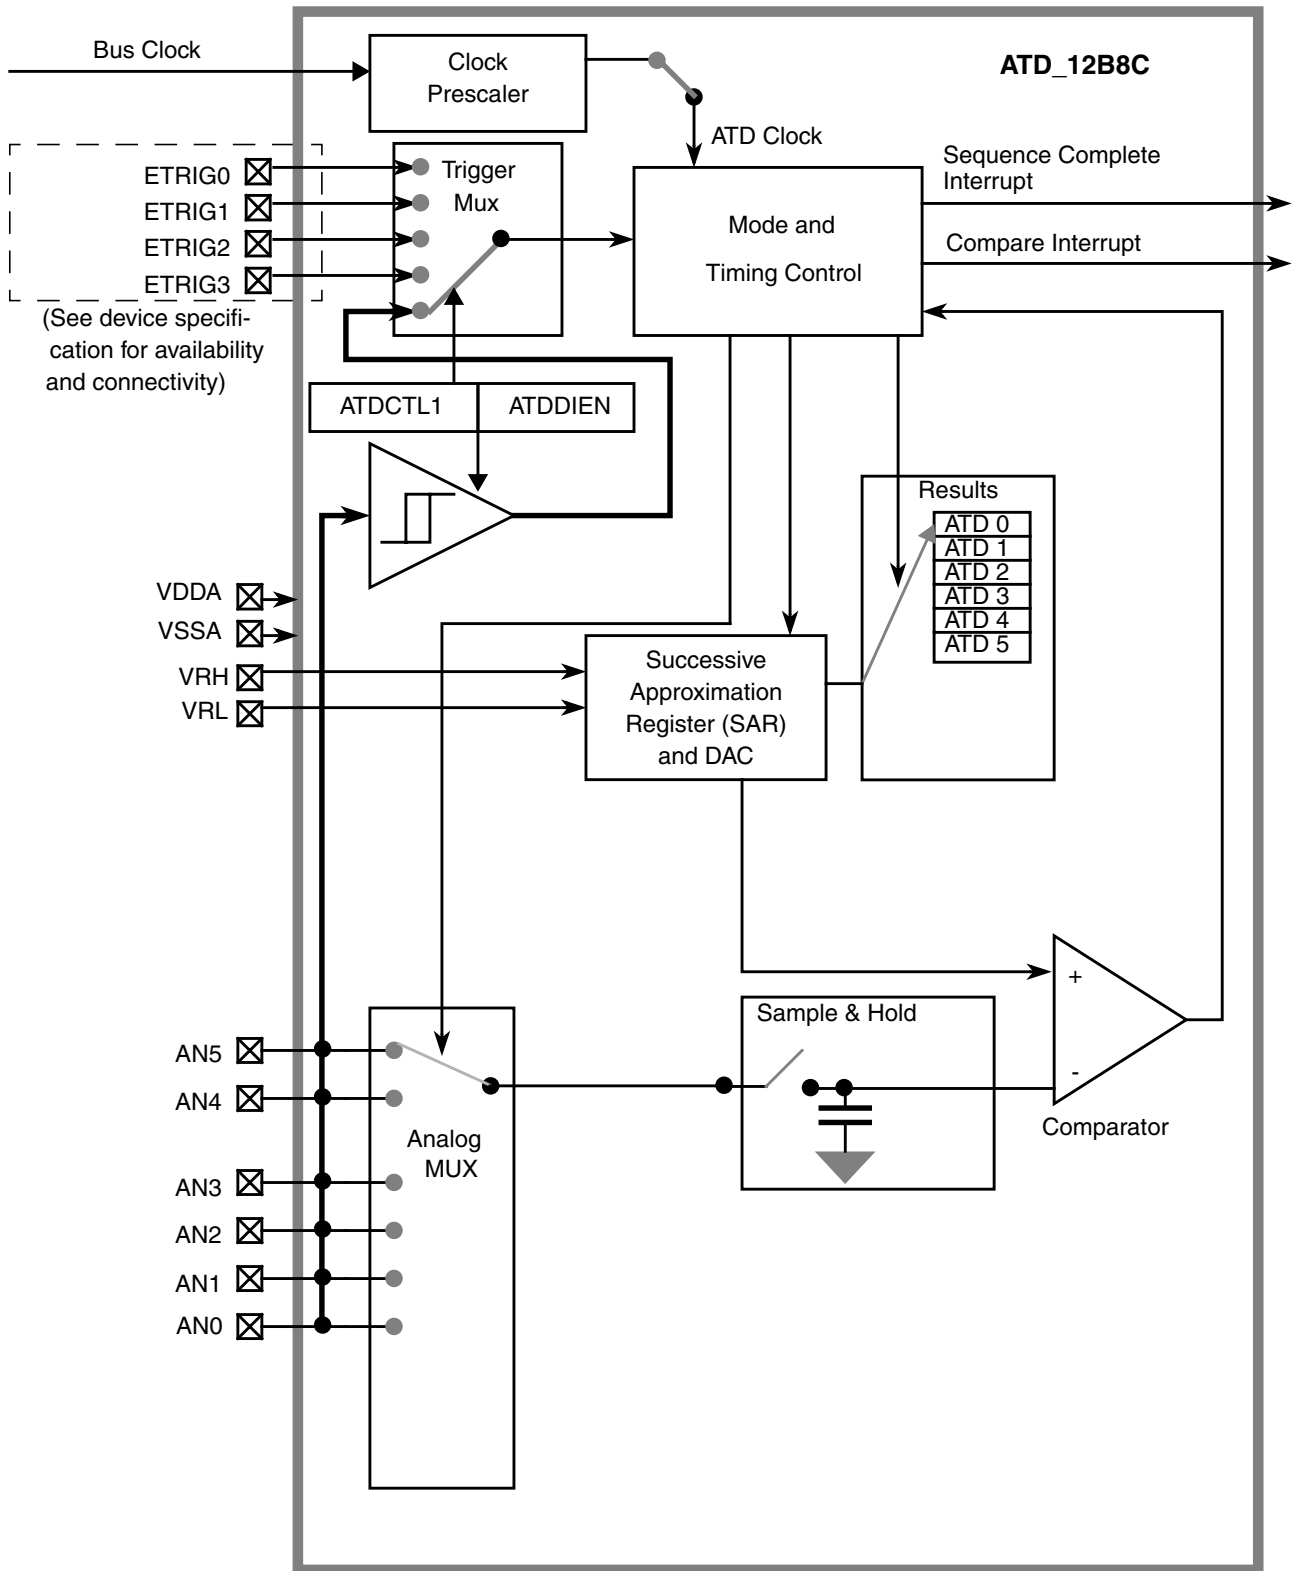 Bus Clock
Clock
Prescaler
ATD_12B8C
ATD Clock
ETRIG0
ETRIG1
ETRIG2
ETRIG3
(See device specifi-
cation for availability
and connectivity)
Trigger
Mux
Mode and
Timing Control
Sequence Complete
Interrupt
Compare Interrupt
ATDCTL1
ATDDIEN
Results
ATD 0
ATD 1
ATD 2
ATD 3
ATD 4
ATD 5
VDDA
VSSA
VRH
VRL
Successive
Approximation
Register (SAR)
and DAC
+
-
Comparator
Sample & Hold
AN5
AN4
AN3
AN2
AN1
AN0
Analog
MUX